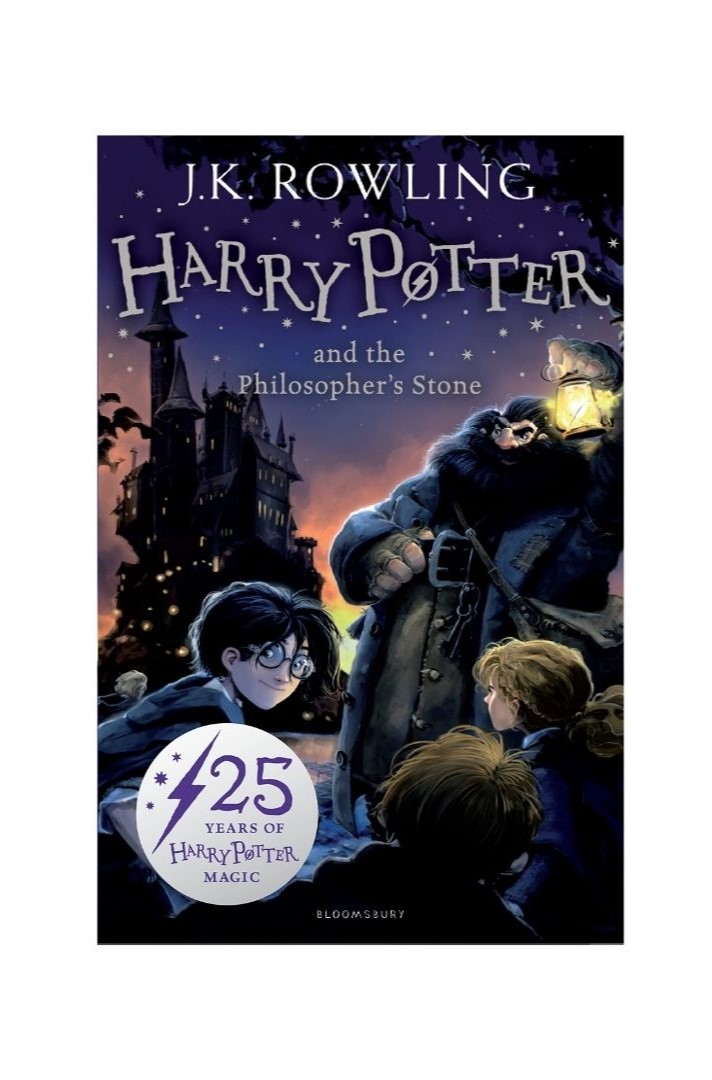 J.K. ROWLING
HARRY POTTER
and the
Philosopher's Stone
25
YEARS OF
HARRY POTTER
MAGIC
BLOOMSBURY